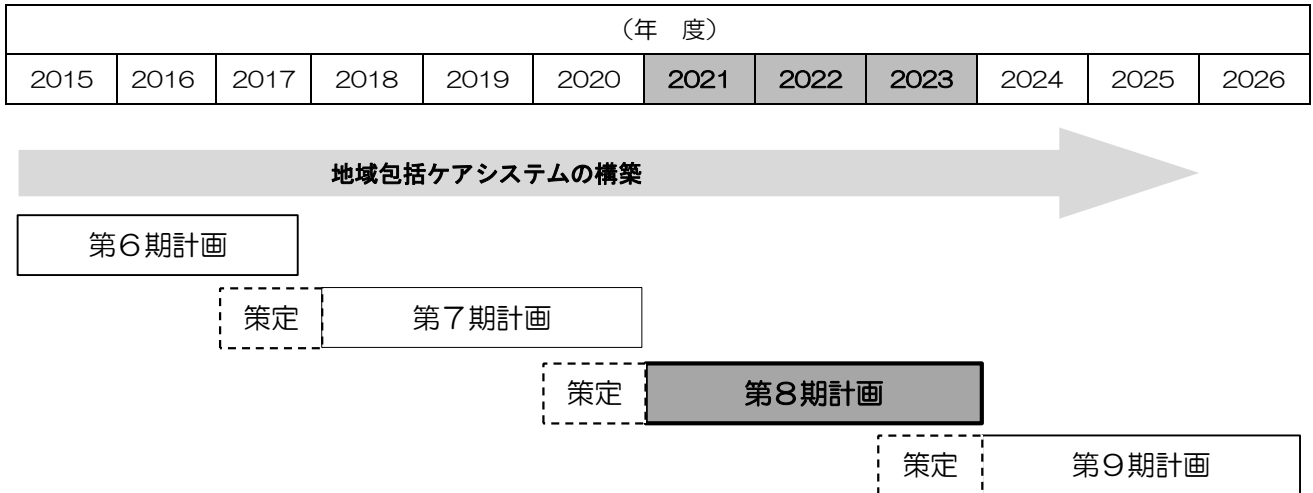 （年　度）
2015 2016 2017 2018 2019 2020 2021 2022 2023 2024 2025 2026
地域包括ケアシステムの構築
第６期計画
策定 第７期計画
策定 第８期計画
策定 第９期計画